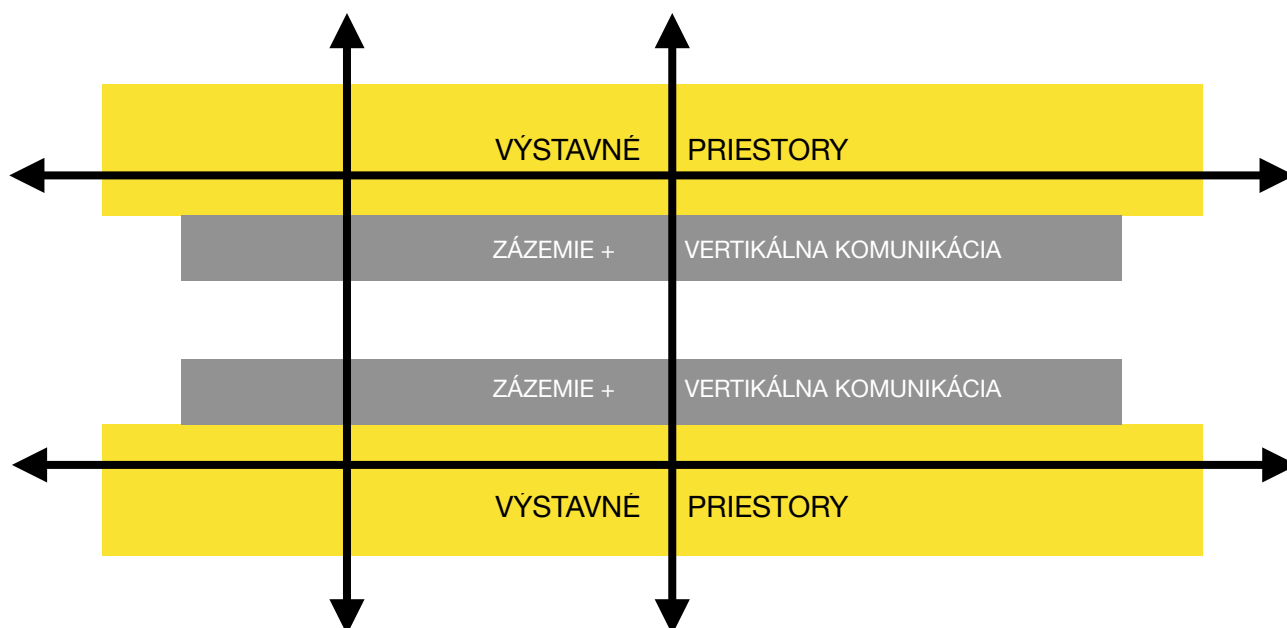 VÝSTAVNÉ PRIESTORY
ZÁZEMIE + VERTIKÁLNA KOMUNIKÁCIA
ZÁZEMIE + VERTIKÁLNA KOMUNIKÁCIA
VÝSTAVNÉ PRIESTORY